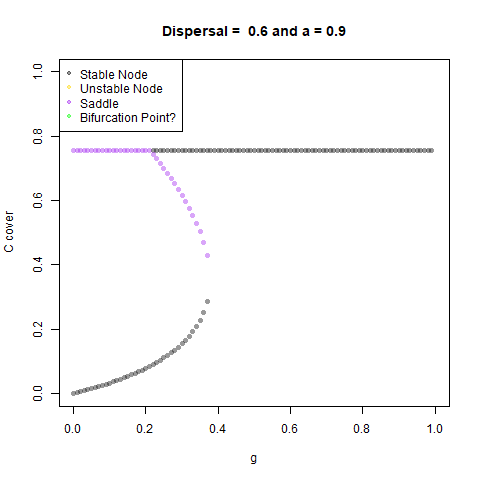 Dispersal =  0.6 and a = 0.9
Stable Node
Unstable Node
Saddle
Bifurcation Point?
C cover
1.0
0.8
0.6
0.4
0.2
0.0
0.0 0.2 0.4 0.6 0.8 1.0
g